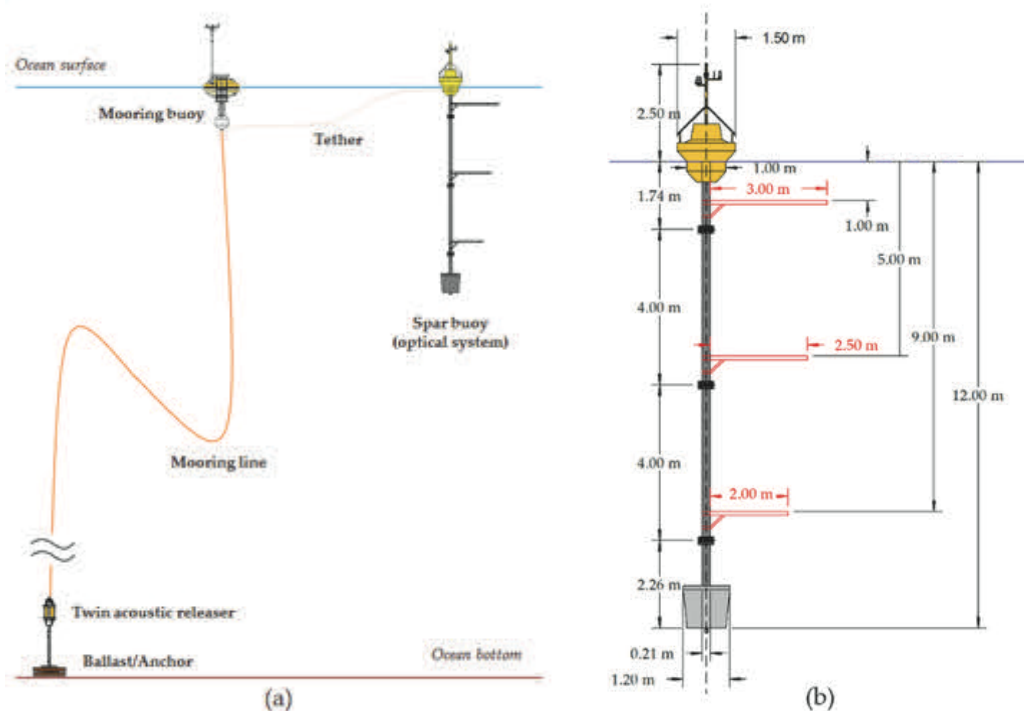 Ocean surface
Mooring buoy
Tether
Spar buoy
(optical system)
Mooring line
Twin acoustic releaser
Ballast/Anchor
Ocean bottom
(a)
1.50 m
2.50 m
1.00 m
3.00 m
1.74 m
1.00 m
5.00 m
4.00 m
2.50 m
9.00 m
12.00 m
4.00 m
2.00 m
2.26 m
0.21 m
1.20 m
(b)